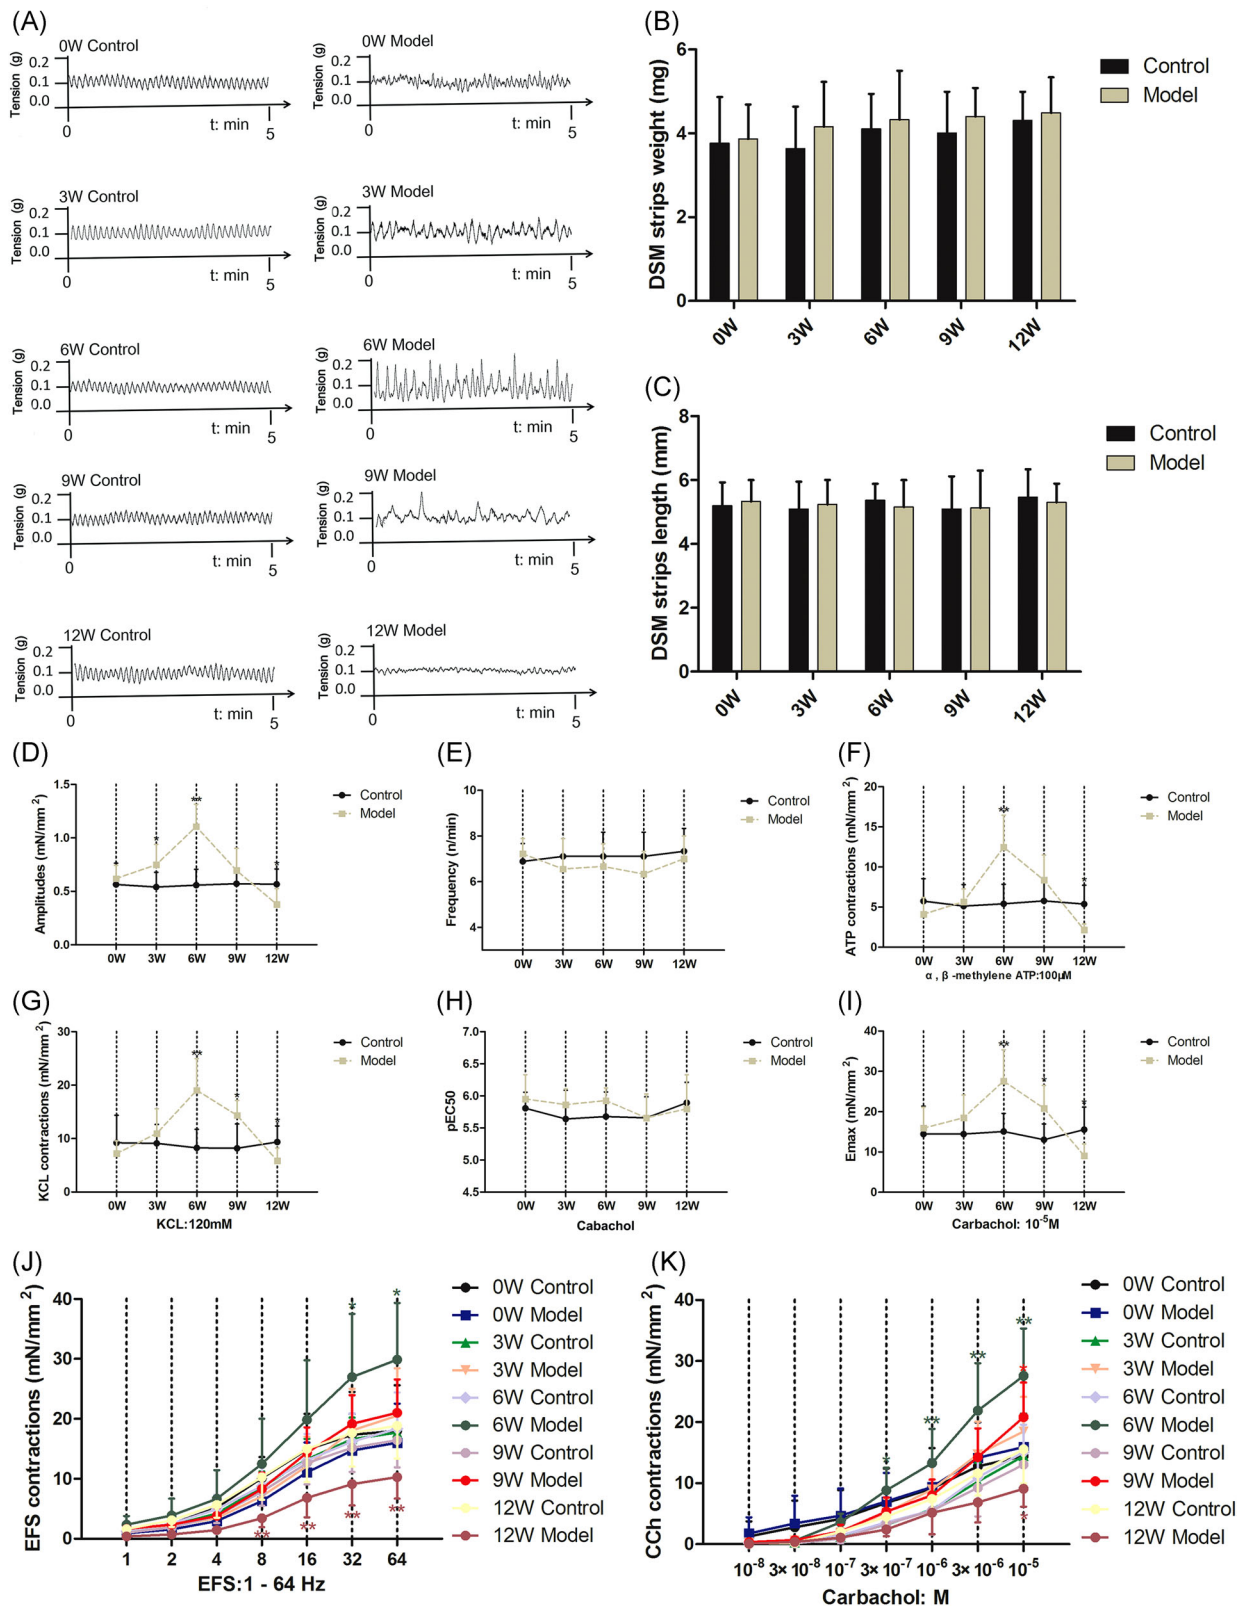 (A)
0W Control
Tension (g)
0.2
0.1
0.0
0
t: min
5
0W Model
Tension (g)
0.2
0.1
0.0
0
t: min
5
3W Control
Tension (g)
0.2
0.1
0.0
0
t: min
5
3W Model
Tension (g)
0.2
0.1
0.0
0
t: min
5
6W Control
Tension (g)
0.2
0.1
0.0
0
t: min
5
6W Model
Tension (g)
0.2
0.1
0.0
0
t: min
5
9W Control
Tension (g)
0.2
0.1
0.0
0
t: min
5
9W Model
Tension (g)
0.2
0.1
0.0
0
t: min
5
12W Control
Tension (g)
0.2
0.1
0.0
0
t: min
5
12W Model
Tension (g)
0.2
0.1
0.0
0
t: min
5
(B)
DSM strips weight (mg)
6
4
2
0
0W 3W 6W 9W 12W
Control
Model
(C)
DSM strips length (mm)
8
6
4
2
0
0W 3W 6W 9W 12W
Control
Model
(D)
Amplitudes (mN/mm²)
1.5
1.0
0.5
0.0
* * ** *
0W 3W 6W 9W 12W
Control
Model
(E)
Frequency (n/min)
10
8
6
4
0W 3W 6W 9W 12W
Control
Model
(F)
ATP contractions (mN/mm²)
20
15
10
5
0
* ** *
0W 3W 6W 9W 12W
α , β -methylene ATP:100μM
Control
Model
(G)
KCL contractions (mN/mm²)
30
20
10
0
** * *
0W 3W 6W 9W 12W
KCL:120mM
Control
Model
(H)
pEC50
7.0
6.5
6.0
5.5
5.0
4.5
0W 3W 6W 9W 12W
Cabachol
Control
Model
(I)
Emax (mN/mm²)
40
30
20
10
0
** * *
0W 3W 6W 9W 12W
Carbachol: 10⁻⁵M
Control
Model
(J)
EFS contractions (mN/mm²)
40
30
20
10
0
* *
** ** ** **
1 2 4 8 16 32 64
EFS:1 - 64 Hz
0W Control
0W Model
3W Control
3W Model
6W Control
6W Model
9W Control
9W Model
12W Control
12W Model
(K)
CCh contractions (mN/mm²)
40
30
20
10
0
* ** ** **
*
10⁻⁸ 3×10⁻⁸ 10⁻⁷ 3×10⁻⁷ 10⁻⁶ 3×10⁻⁶ 10⁻⁵
Carbachol: M
0W Control
0W Model
3W Control
3W Model
6W Control
6W Model
9W Control
9W Model
12W Control
12W Model